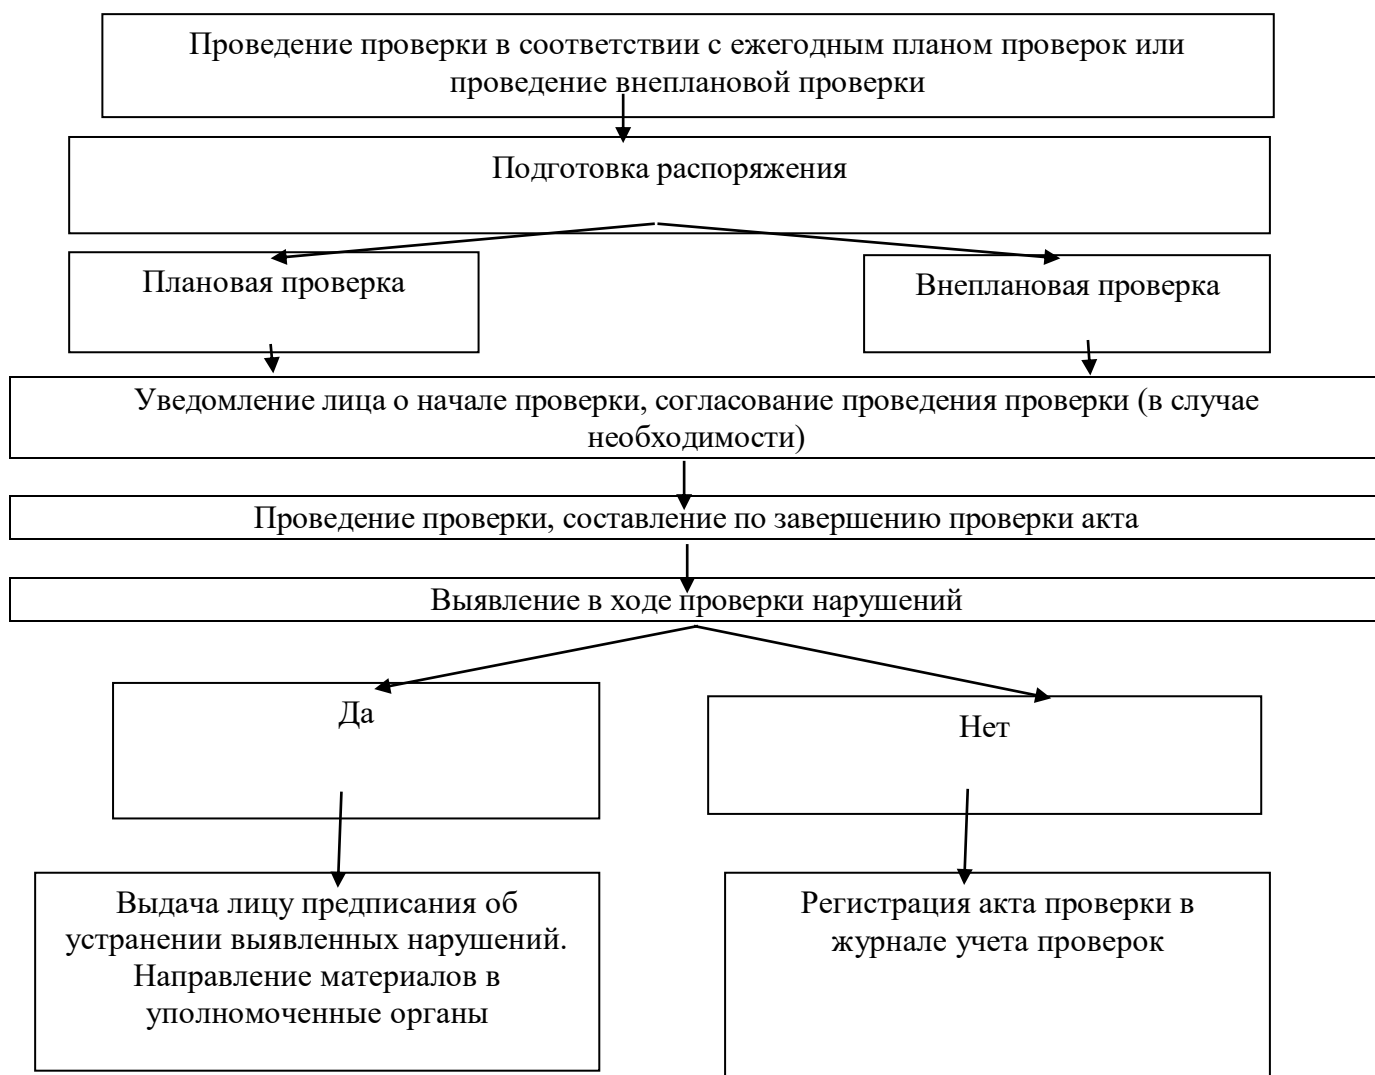 Проведение проверки в соответствии с ежегодным планом проверок или
проведение внеплановой проверки
Подготовка распоряжения
Плановая проверка
Внеплановая проверка
Уведомление лица о начале проверки, согласование проведения проверки (в случае
необходимости)
Проведение проверки, составление по завершению проверки акта
Выявление в ходе проверки нарушений
Да
Нет
Выдача лицу предписания об
устранении выявленных нарушений.
Направление материалов в
уполномоченные органы
Регистрация акта проверки в
журнале учета проверок